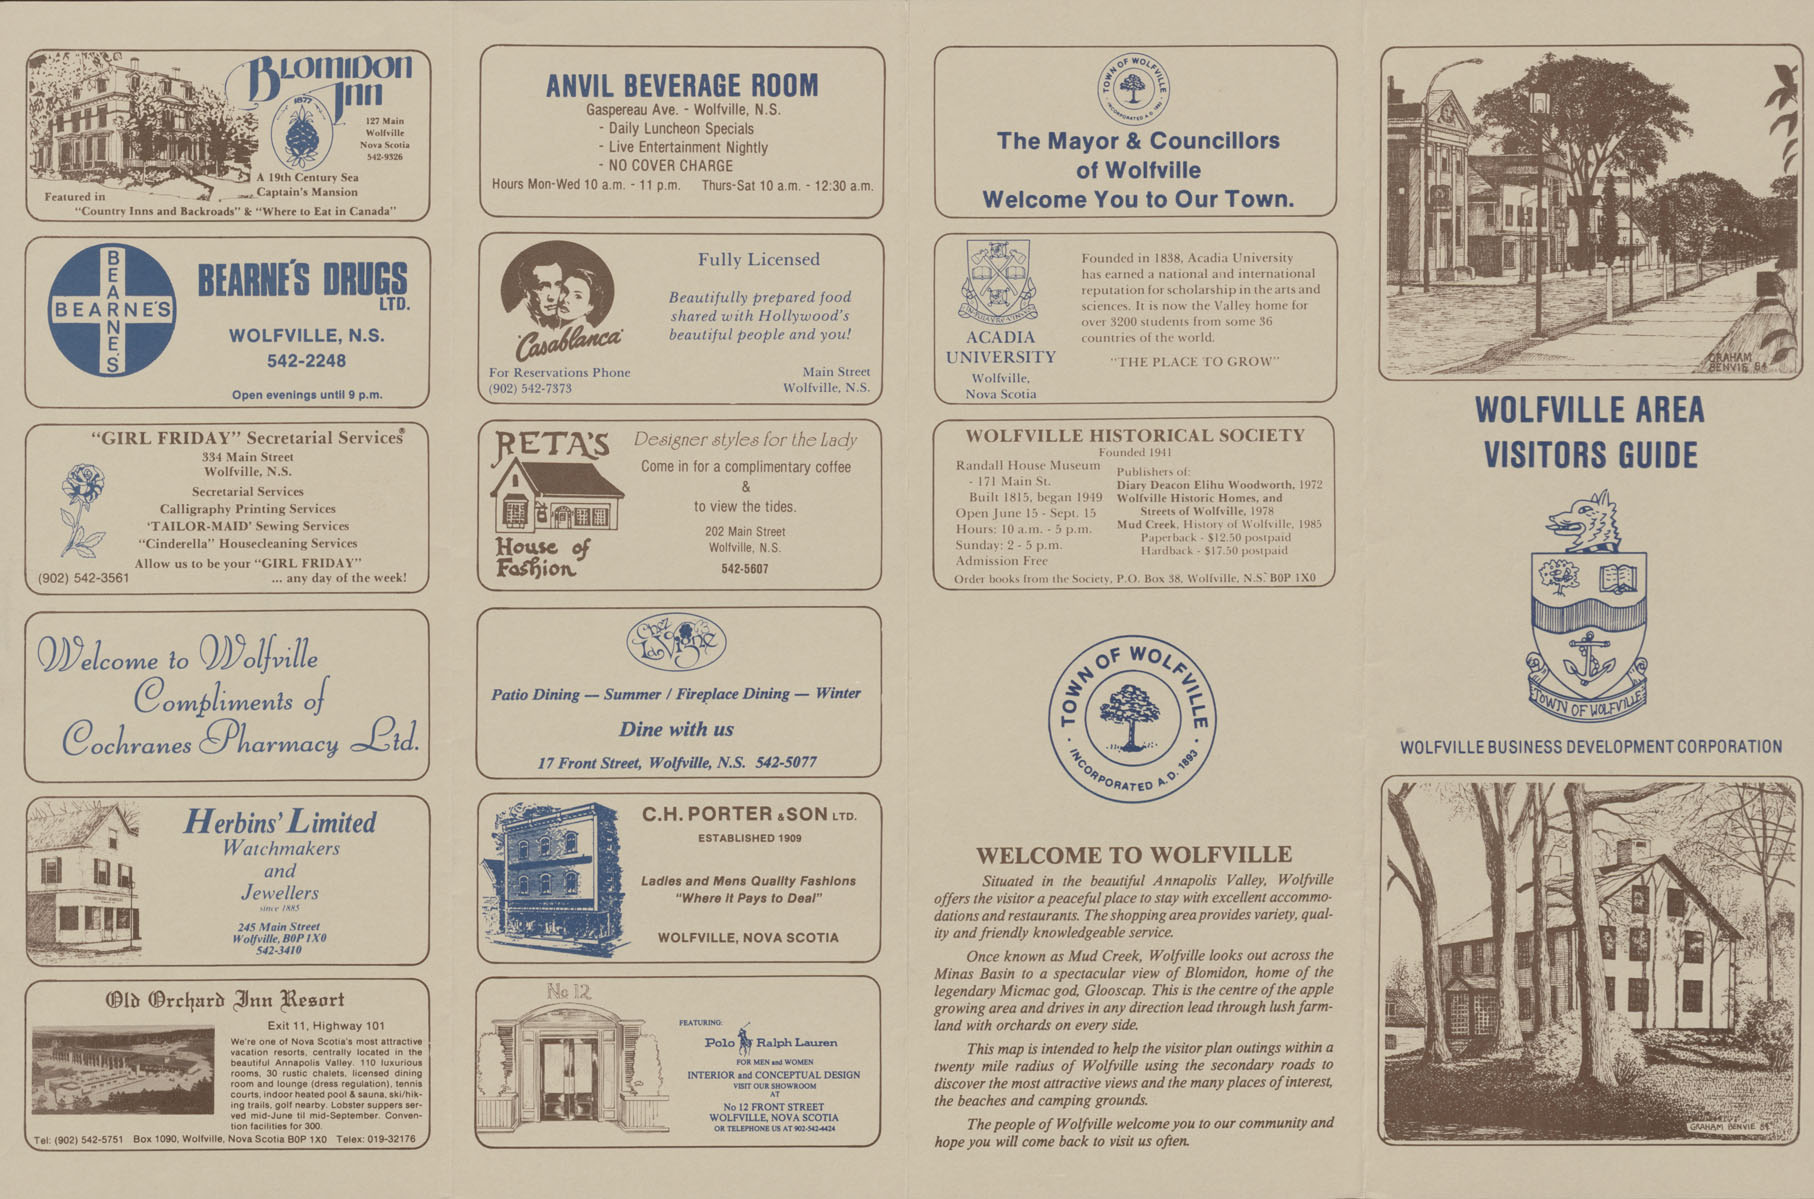 BLOMIDON
Inn
1877
127 Main
Wolfville
Nova Scotia
542-9326
A 19th Century Sea
Captain's Mansion
Featured in
"Country Inns and Backroads" & "Where to Eat in Canada"
BEARNE'S
BEARNE'S
BEARNE'S DRUGS
LTD.
WOLFVILLE, N.S.
542-2248
Open evenings until 9 p.m.
"GIRL FRIDAY" Secretarial Services®
334 Main Street
Wolfville, N.S.
Secretarial Services
Calligraphy Printing Services
'TAILOR-MAID' Sewing Services
"Cinderella" Housecleaning Services
Allow us to be your "GIRL FRIDAY"
(902) 542-3561
... any day of the week!
Welcome to Wolfville
Compliments of
Cochranes Pharmacy Ltd.
Herbins' Limited
Watchmakers
and
Jewellers
since 1885
245 Main Street
Wolfville, B0P 1X0
542-3410
Old Orchard Inn Resort
Exit 11, Highway 101
We're one of Nova Scotia's most attractive
vacation resorts, centrally located in the
beautiful Annapolis Valley. 110 luxurious
rooms, 30 rustic chalets, licensed dining
room and lounge (dress regulation), tennis
courts, indoor heated pool & sauna, ski/hik-
ing trails, golf nearby. Lobster suppers ser-
ved mid-June til mid-September. Conven-
tion facilities for 300.
Tel: (902) 542-5751 Box 1090, Wolfville, Nova Scotia B0P 1X0 Telex: 019-32176
ANVIL BEVERAGE ROOM
Gaspereau Ave. - Wolfville, N.S.
- Daily Luncheon Specials
- Live Entertainment Nightly
- NO COVER CHARGE
Hours Mon-Wed 10 a.m. - 11 p.m. Thurs-Sat 10 a.m. - 12:30 a.m.
Casablanca
Fully Licensed
Beautifully prepared food
shared with Hollywood's
beautiful people and you!
For Reservations Phone
(902) 542-7373
Main Street
Wolfville, N.S.
RETA'S
House of
Fashion
Designer styles for the Lady
Come in for a complimentary coffee
&
to view the tides.
202 Main Street
Wolfville, N.S.
542-5607
Chez
La Vigne
Patio Dining — Summer / Fireplace Dining — Winter
Dine with us
17 Front Street, Wolfville, N.S. 542-5077
C.H. PORTER & SON LTD.
ESTABLISHED 1909
Ladies and Mens Quality Fashions
"Where It Pays to Deal"
WOLFVILLE, NOVA SCOTIA
No 12
FEATURING:
Polo Ralph Lauren
FOR MEN and WOMEN
INTERIOR and CONCEPTUAL DESIGN
VISIT OUR SHOWROOM
AT
No 12 FRONT STREET
WOLFVILLE, NOVA SCOTIA
OR TELEPHONE US AT 902-542-4424
TOWN OF WOLFVILLE
INCORPORATED A.D. 1893
The Mayor & Councillors
of Wolfville
Welcome You to Our Town.
ACADIA
UNIVERSITY
Wolfville,
Nova Scotia
Founded in 1838, Acadia University
has earned a national and international
reputation for scholarship in the arts and
sciences. It is now the Valley home for
over 3200 students from some 36
countries of the world.
"THE PLACE TO GROW"
WOLFVILLE HISTORICAL SOCIETY
Founded 1941
Randall House Museum
- 171 Main St.
Built 1815, began 1949
Open June 15 - Sept. 15
Hours: 10 a.m. - 5 p.m.
Sunday: 2 - 5 p.m.
Admission Free
Publishers of:
Diary Deacon Elihu Woodworth, 1972
Wolfville Historic Homes, and
Streets of Wolfville, 1978
Mud Creek, History of Wolfville, 1985
Paperback - $12.50 postpaid
Hardback - $17.50 postpaid
Order books from the Society, P.O. Box 38, Wolfville, N.S. B0P 1X0
TOWN OF WOLFVILLE
INCORPORATED A.D. 1893
WELCOME TO WOLFVILLE
Situated in the beautiful Annapolis Valley, Wolfville
offers the visitor a peaceful place to stay with excellent accommo-
dations and restaurants. The shopping area provides variety, qual-
ity and friendly knowledgeable service.
Once known as Mud Creek, Wolfville looks out across the
Minas Basin to a spectacular view of Blomidon, home of the
legendary Micmac god, Glooscap. This is the centre of the apple
growing area and drives in any direction lead through lush farm-
land with orchards on every side.
This map is intended to help the visitor plan outings within a
twenty mile radius of Wolfville using the secondary roads to
discover the most attractive views and the many places of interest,
the beaches and camping grounds.
The people of Wolfville welcome you to our community and
hope you will come back to visit us often.
GRAHAM
BENVIE 84
WOLFVILLE AREA
VISITORS GUIDE
TOWN OF WOLFVILLE
WOLFVILLE BUSINESS DEVELOPMENT CORPORATION
GRAHAM BENVIE 84